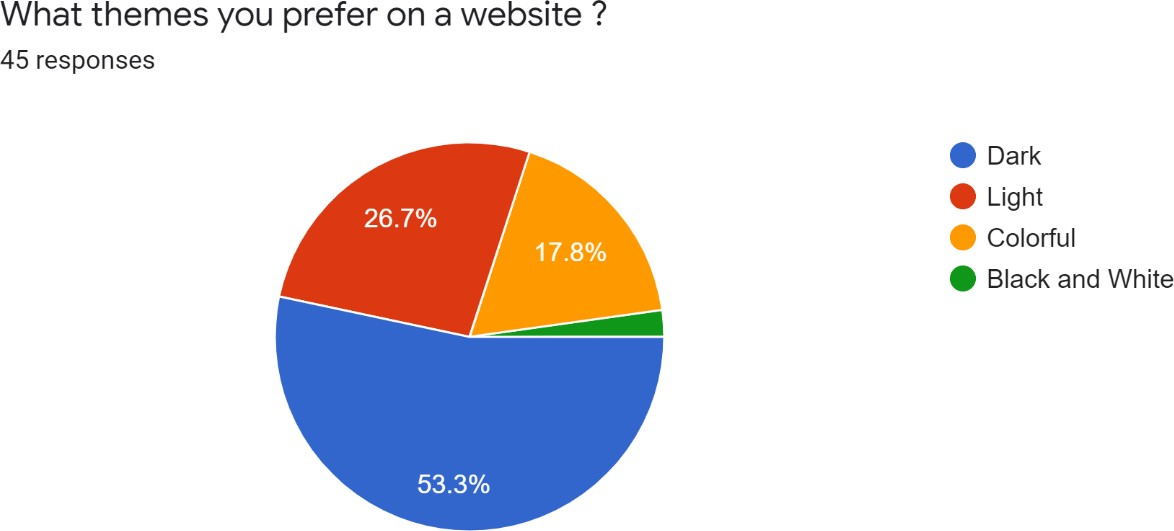 What themes you prefer on a website ?
45 responses
26.7%
17.8%
53.3%
Dark
Light
Colorful
Black and White